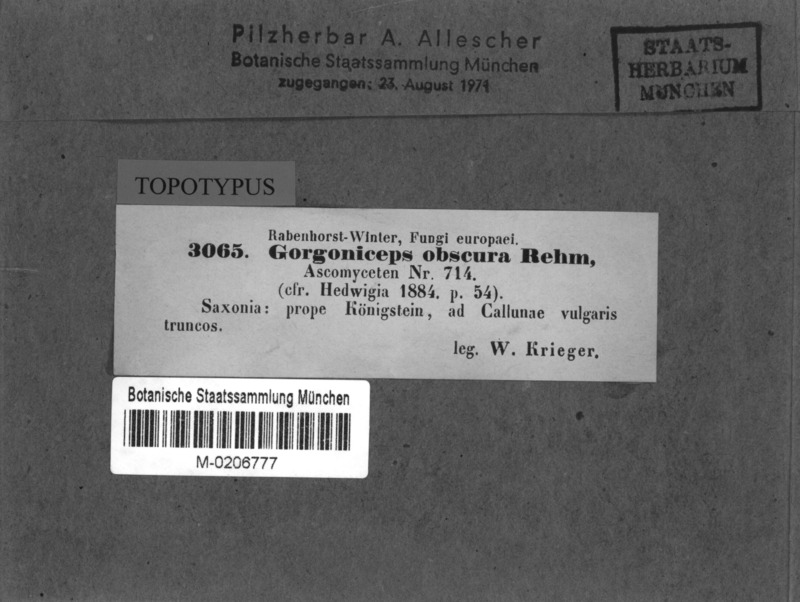 Pilzherbar A. Allescher
Botanische Staatssammlung München
zugegangen: 23. August 1971
STAATS-
HERBARIUM
MÜNCHEN
TOPOTYPUS
Rabenhorst-Winter, Fungi europaei.
3065. Gorgoniceps obscura Rehm,
Ascomyceten Nr. 714.
(cfr. Hedwigia 1884. p. 54).
Saxonia: prope Königstein, ad Callunae vulgaris
truncos.
leg. W. Krieger.
Botanische Staatssammlung München
M-0206777